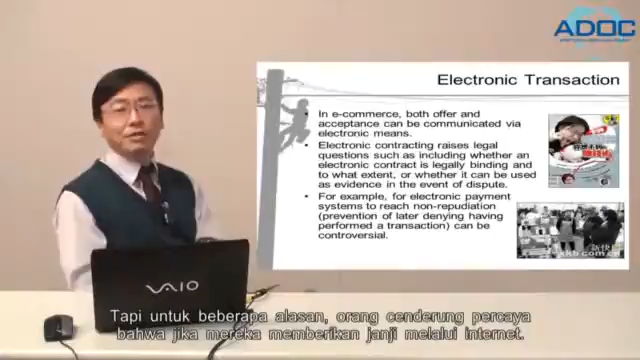 ADOC
Electronic Transaction
• In e-commerce, both offer and
acceptance can be communicated via
electronic means.
• Electronic contracting raises legal
questions such as including whether an
electronic contract is legally binding and
to what extent, or whether it can be used
as evidence in the event of dispute.
• For example, for electronic payment
systems to reach non-repudiation
(prevention of later denying having
performed a transaction) can be
controversial.
VAIO
Tapi untuk beberapa alasan, orang cenderung percaya
bahwa jika mereka memberikan janji melalui internet.